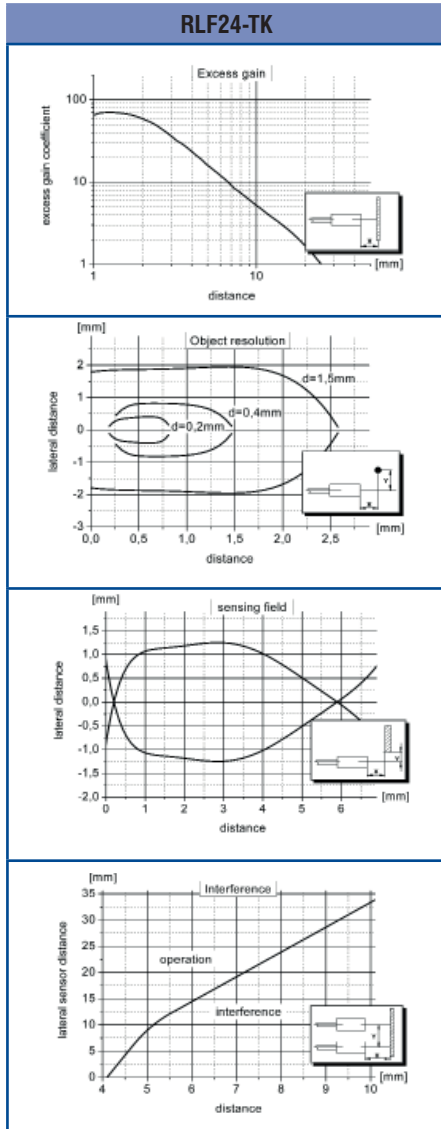 RLF24-TK
Excess gain
excess gain coefficient
100
10
1
1
10
[mm]
distance
X
[mm]
Object resolution
lateral distance
2
1
0
-1
-2
-3
d=1,5mm
d=0,4mm
d=0,2mm
0,0
0,5
1,0
1,5
2,0
2,5
[mm]
distance
X
Y
[mm]
sensing field
lateral distance
1,5
1,0
0,5
0,0
-0,5
-1,0
-1,5
-2,0
0
1
2
3
4
5
6
[mm]
distance
X
Y
[mm]
Interference
lateral sensor distance
35
30
25
20
15
10
5
0
operation
interference
4
5
6
7
8
9
10
[mm]
distance
X
Y